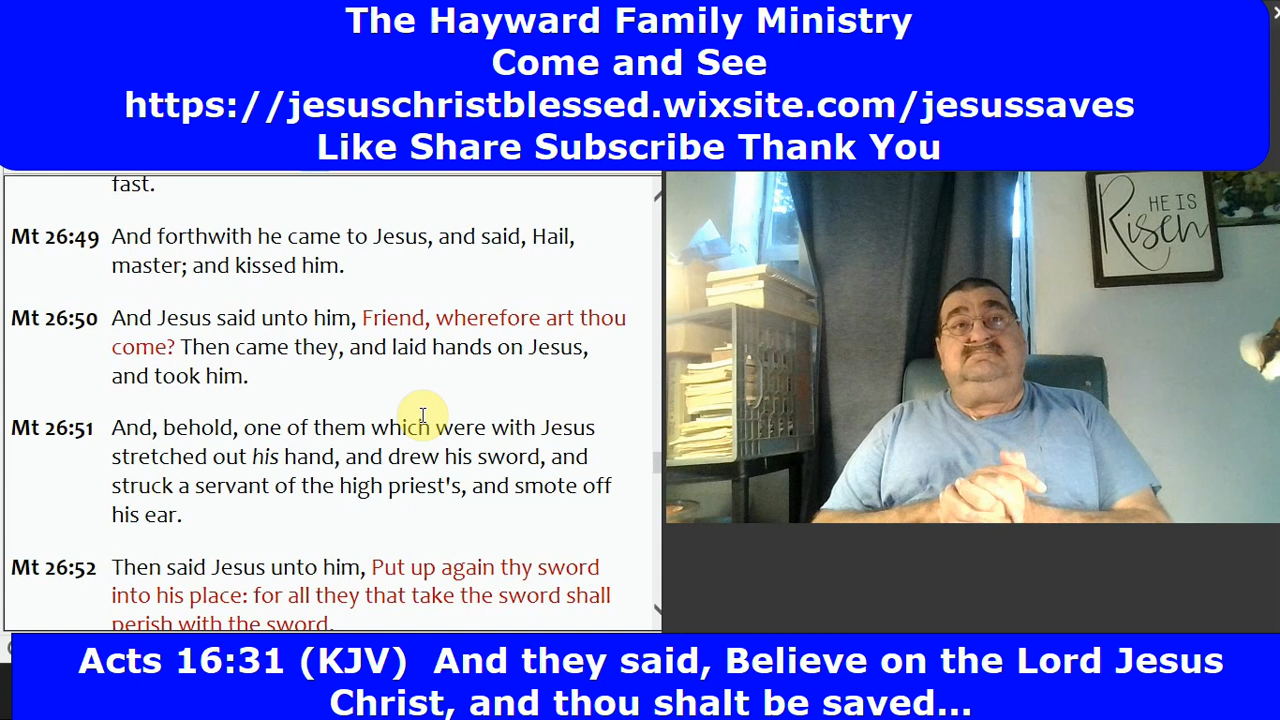 The Hayward Family Ministry
Come and See
https://jesuschristblessed.wixsite.com/jesussaves
Like Share Subscribe Thank You
fast.
Mt 26:49 And forthwith he came to Jesus, and said, Hail,
master; and kissed him.
Mt 26:50 And Jesus said unto him, Friend, wherefore art thou
come? Then came they, and laid hands on Jesus,
and took him.
Mt 26:51 And, behold, one of them which were with Jesus
stretched out his hand, and drew his sword, and
struck a servant of the high priest's, and smote off
his ear.
Mt 26:52 Then said Jesus unto him, Put up again thy sword
into his place: for all they that take the sword shall
perish with the sword.
HE IS
Risen
Acts 16:31 (KJV) And they said, Believe on the Lord Jesus
Christ, and thou shalt be saved...